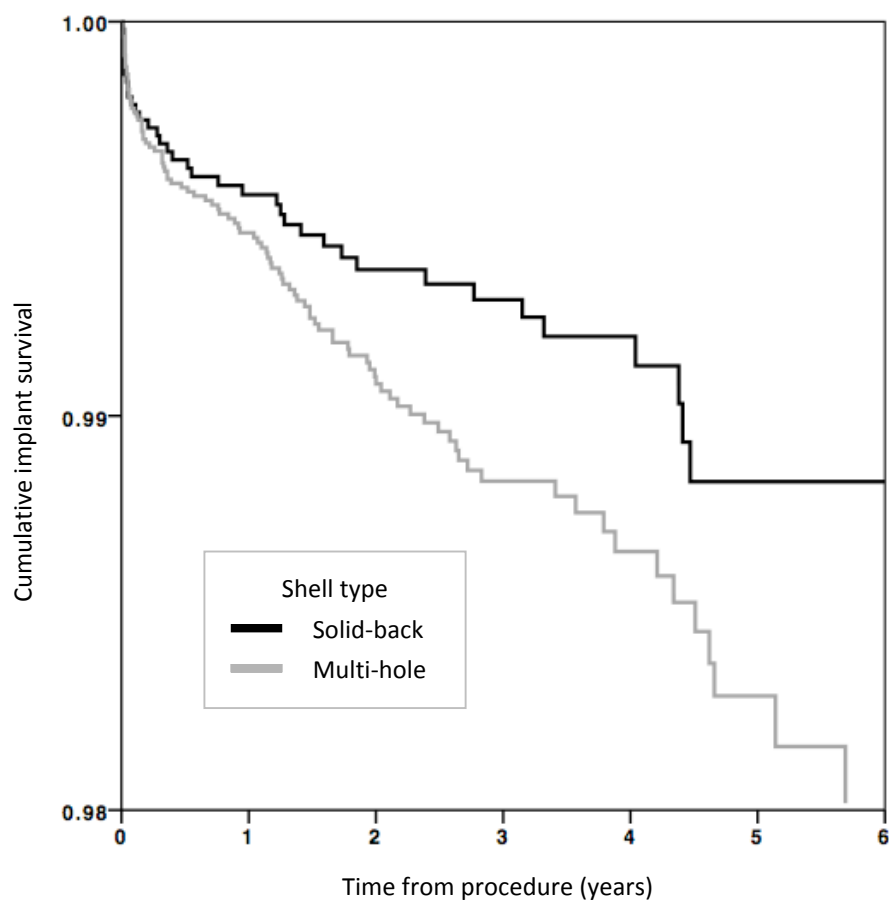 1.00
0.99
0.98
Cumulative implant survival
Shell type
Solid-back
Multi-hole
0 1 2 3 4 5 6
Time from procedure (years)